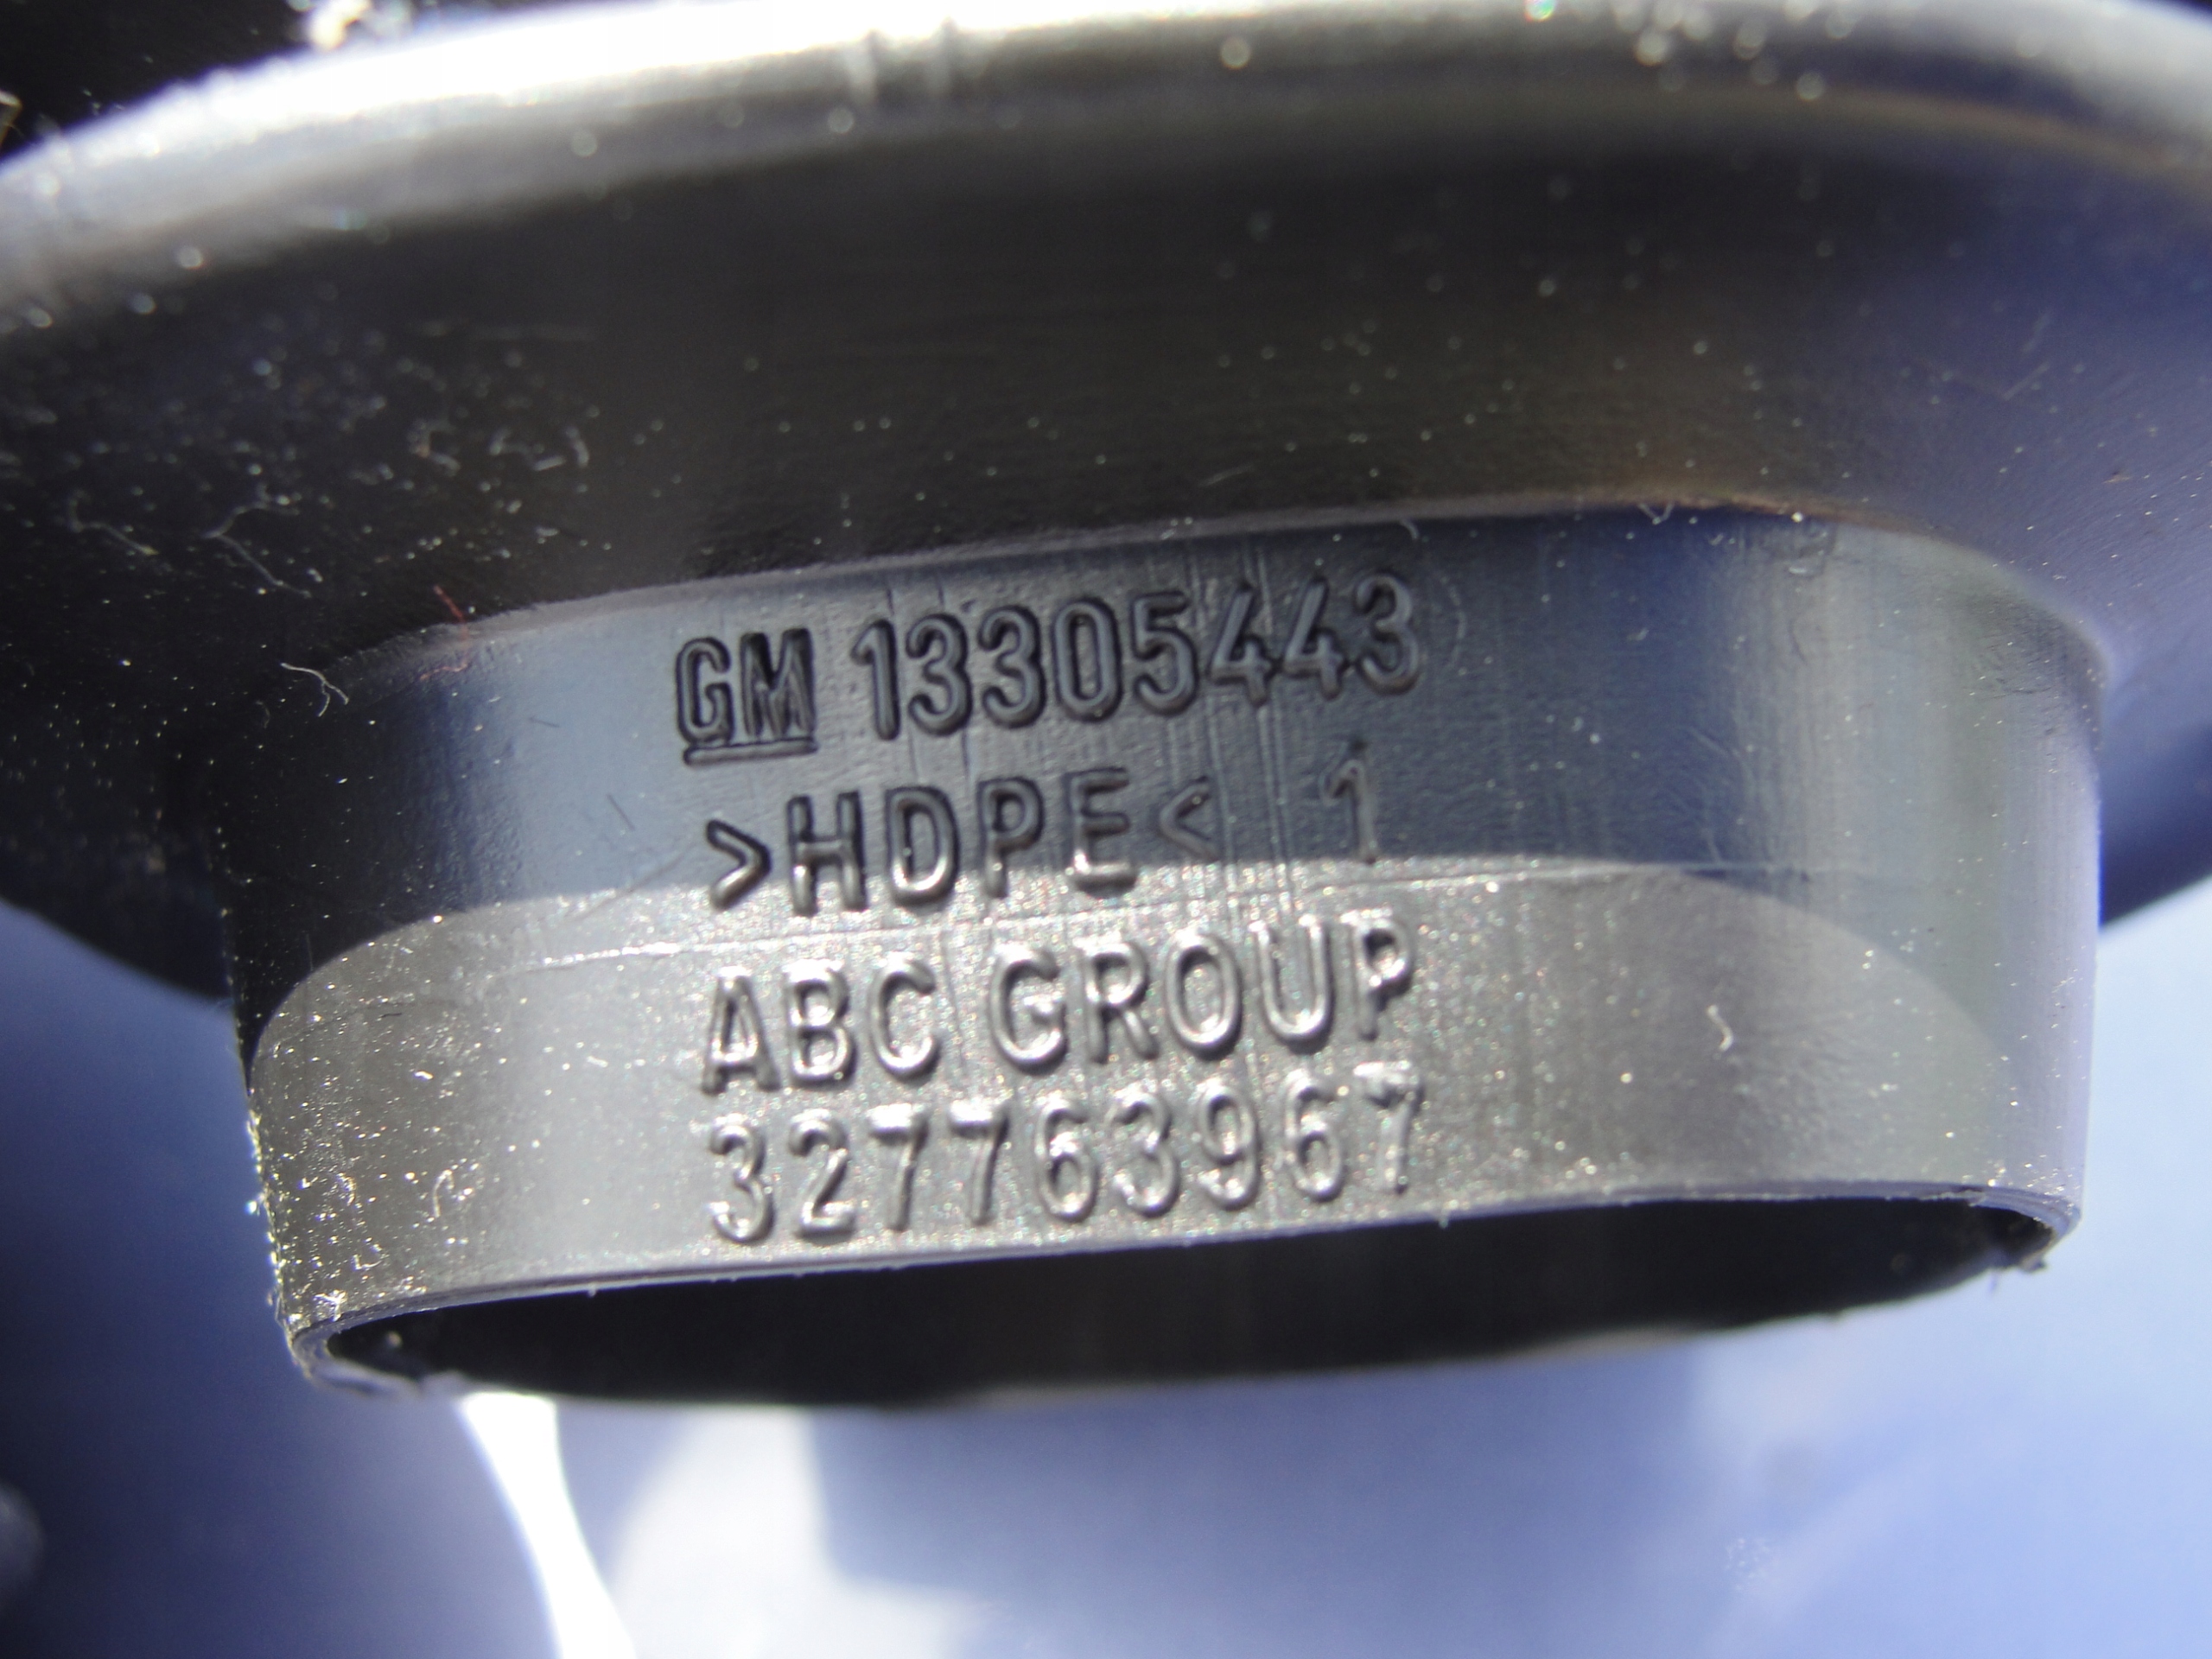 GM 13305443
>HDPE< 1
ABC GROUP
327763967